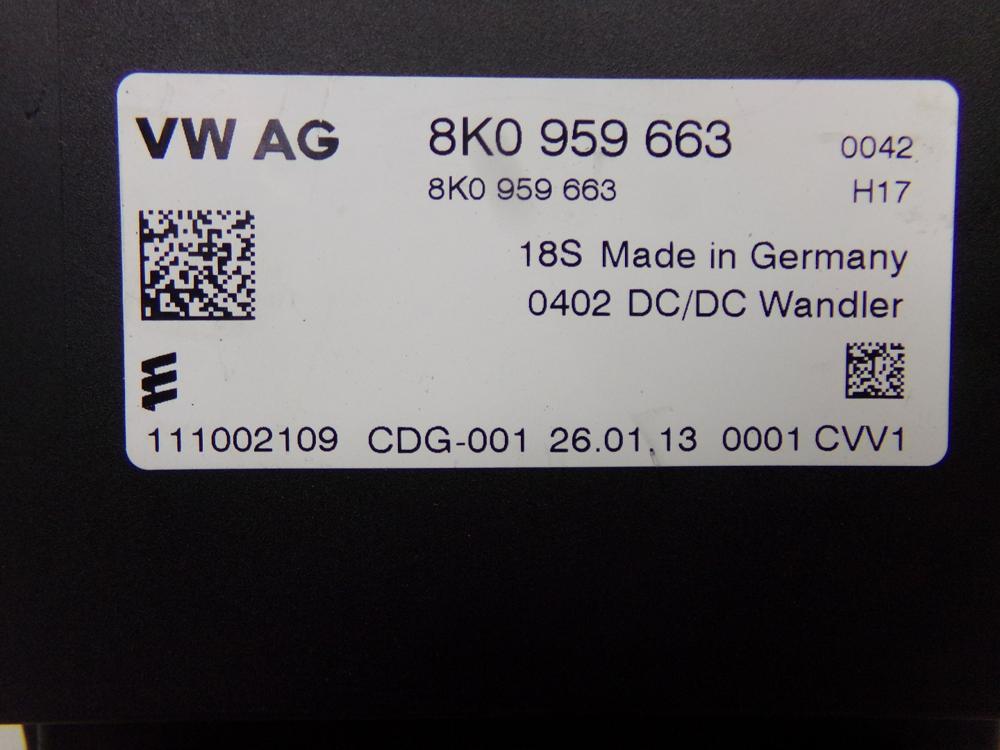 VW AG 8K0 959 663 0042
8K0 959 663 H17
18S Made in Germany
0402 DC/DC Wandler
111002109 CDG-001 26.01.13 0001 CVV1